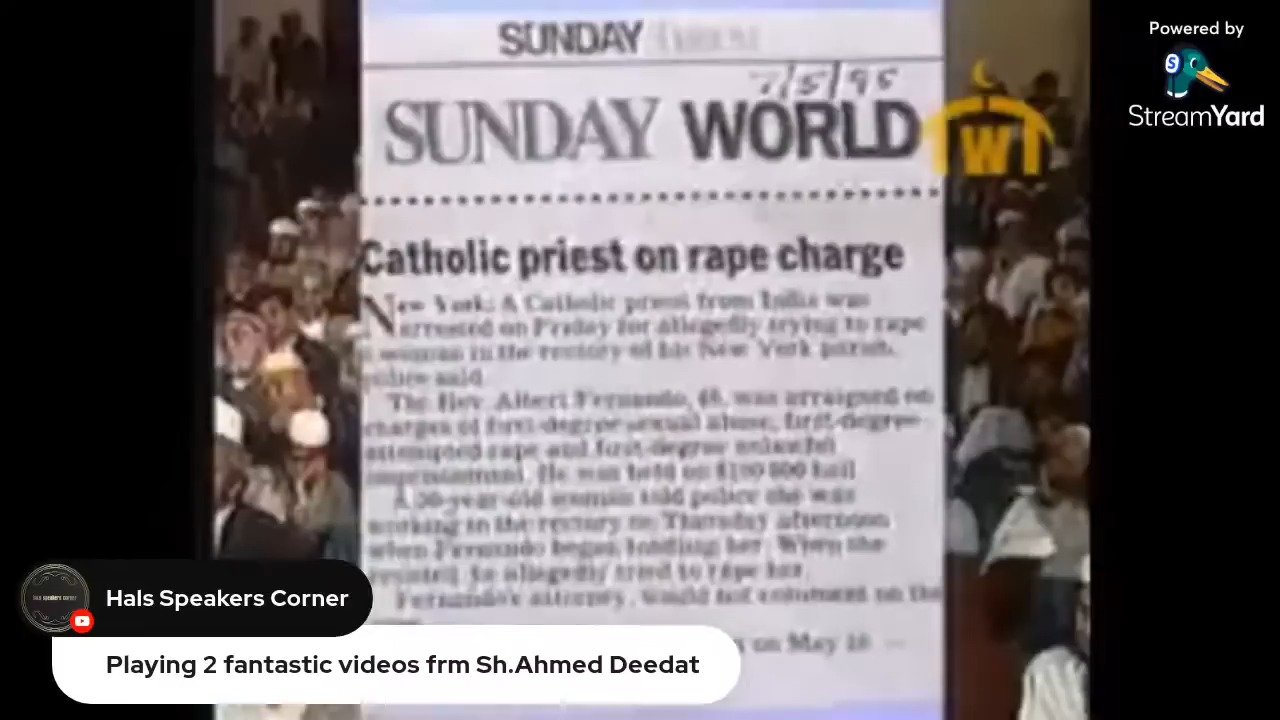 Powered by
StreamYard
SUNDAY
7/5/95
SUNDAY WORLD
W
Catholic priest on rape charge
New York: A Catholic priest from India was
arrested on Friday for allegedly trying to rape
a woman in the rectory of his New York parish,
police said.
The Rev. Albert Fernando, was arraigned on
charges of first-degree sexual abuse, first-degree
attempted rape and first-degree unlawful
imprisonment. He was held on bail
A 30-year-old woman told police she was
working in the rectory on Thursday afternoon
when Fernando began fondling her. When she
resisted, he allegedly tried to rape her.
Fernando's attorney, would not comment on the
on May
Hals Speakers Corner
Playing 2 fantastic videos frm Sh.Ahmed Deedat